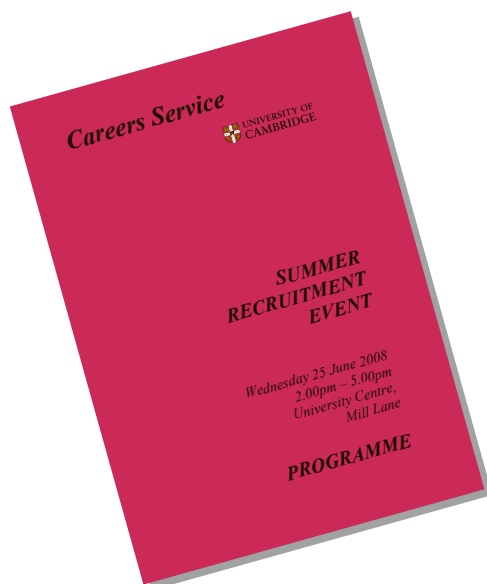 Careers Service
UNIVERSITY OF
CAMBRIDGE
SUMMER
RECRUITMENT
EVENT
Wednesday 25 June 2008
2.00pm – 5.00pm
University Centre,
Mill Lane
PROGRAMME